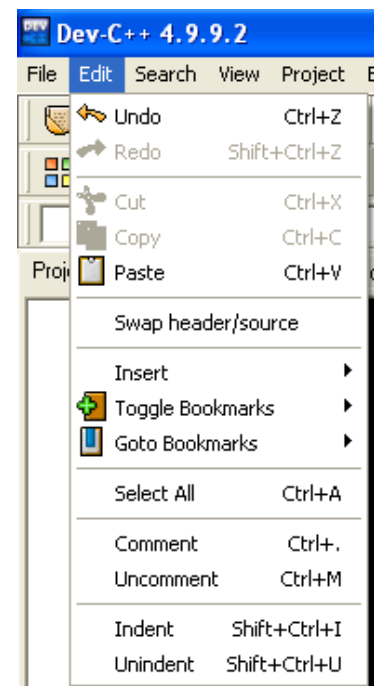 Dev-C++ 4.9.9.2
File Edit Search View Project
Undo Ctrl+Z
Redo Shift+Ctrl+Z
Cut Ctrl+X
Copy Ctrl+C
Paste Ctrl+V
Swap header/source
Insert
Toggle Bookmarks
Goto Bookmarks
Select All Ctrl+A
Comment Ctrl+.
Uncomment Ctrl+M
Indent Shift+Ctrl+I
Unindent Shift+Ctrl+U